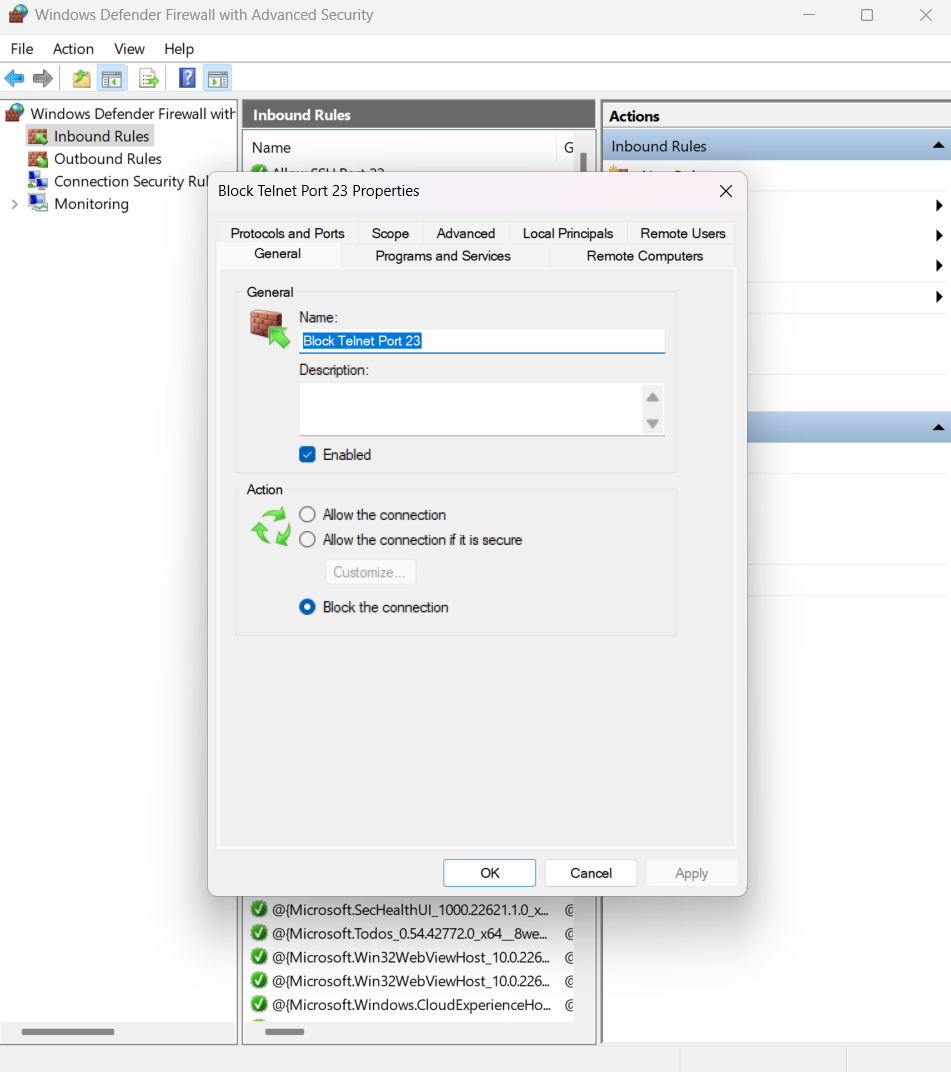 Windows Defender Firewall with Advanced Security
File Action View Help
Windows Defender Firewall with
Inbound Rules
Outbound Rules
Connection Security Rul
Monitoring
Inbound Rules
Name G
Allow SSH Port 22
Actions
Inbound Rules
Block Telnet Port 23 Properties
Protocols and Ports Scope Advanced Local Principals Remote Users
General Programs and Services Remote Computers
General
Name:
Block Telnet Port 23
Description:
Enabled
Action
Allow the connection
Allow the connection if it is secure
Customize...
Block the connection
OK Cancel Apply
@{Microsoft.SecHealthUI_1000.22621.1.0_x... @
@{Microsoft.Todos_0.54.42772.0_x64__8we... @
@{Microsoft.Win32WebViewHost_10.0.226... @
@{Microsoft.Win32WebViewHost_10.0.226... @
@{Microsoft.Windows.CloudExperienceHo... @